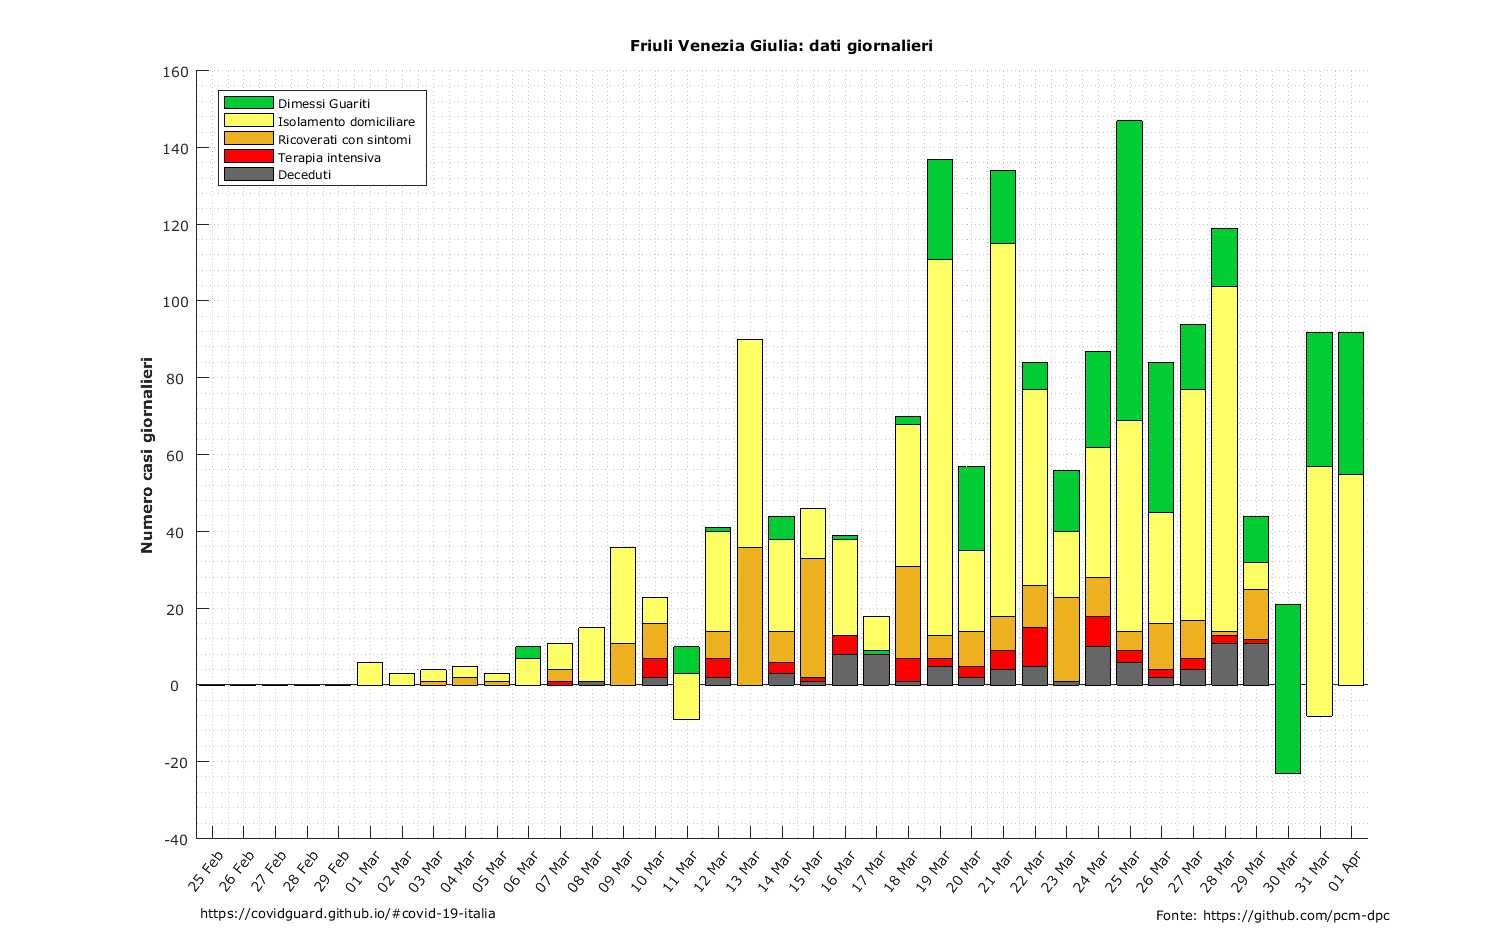 Friuli Venezia Giulia: dati giornalieri
160
140
120
100
80
60
40
20
0
-20
-40
Numero casi giornalieri
Dimessi Guariti
Isolamento domiciliare
Ricoverati con sintomi
Terapia intensiva
Deceduti
25 Feb
26 Feb
27 Feb
28 Feb
29 Feb
01 Mar
02 Mar
03 Mar
04 Mar
05 Mar
06 Mar
07 Mar
08 Mar
09 Mar
10 Mar
11 Mar
12 Mar
13 Mar
14 Mar
15 Mar
16 Mar
17 Mar
18 Mar
19 Mar
20 Mar
21 Mar
22 Mar
23 Mar
24 Mar
25 Mar
26 Mar
27 Mar
28 Mar
29 Mar
30 Mar
31 Mar
01 Apr
https://covidguard.github.io/#covid-19-italia
Fonte: https://github.com/pcm-dpc